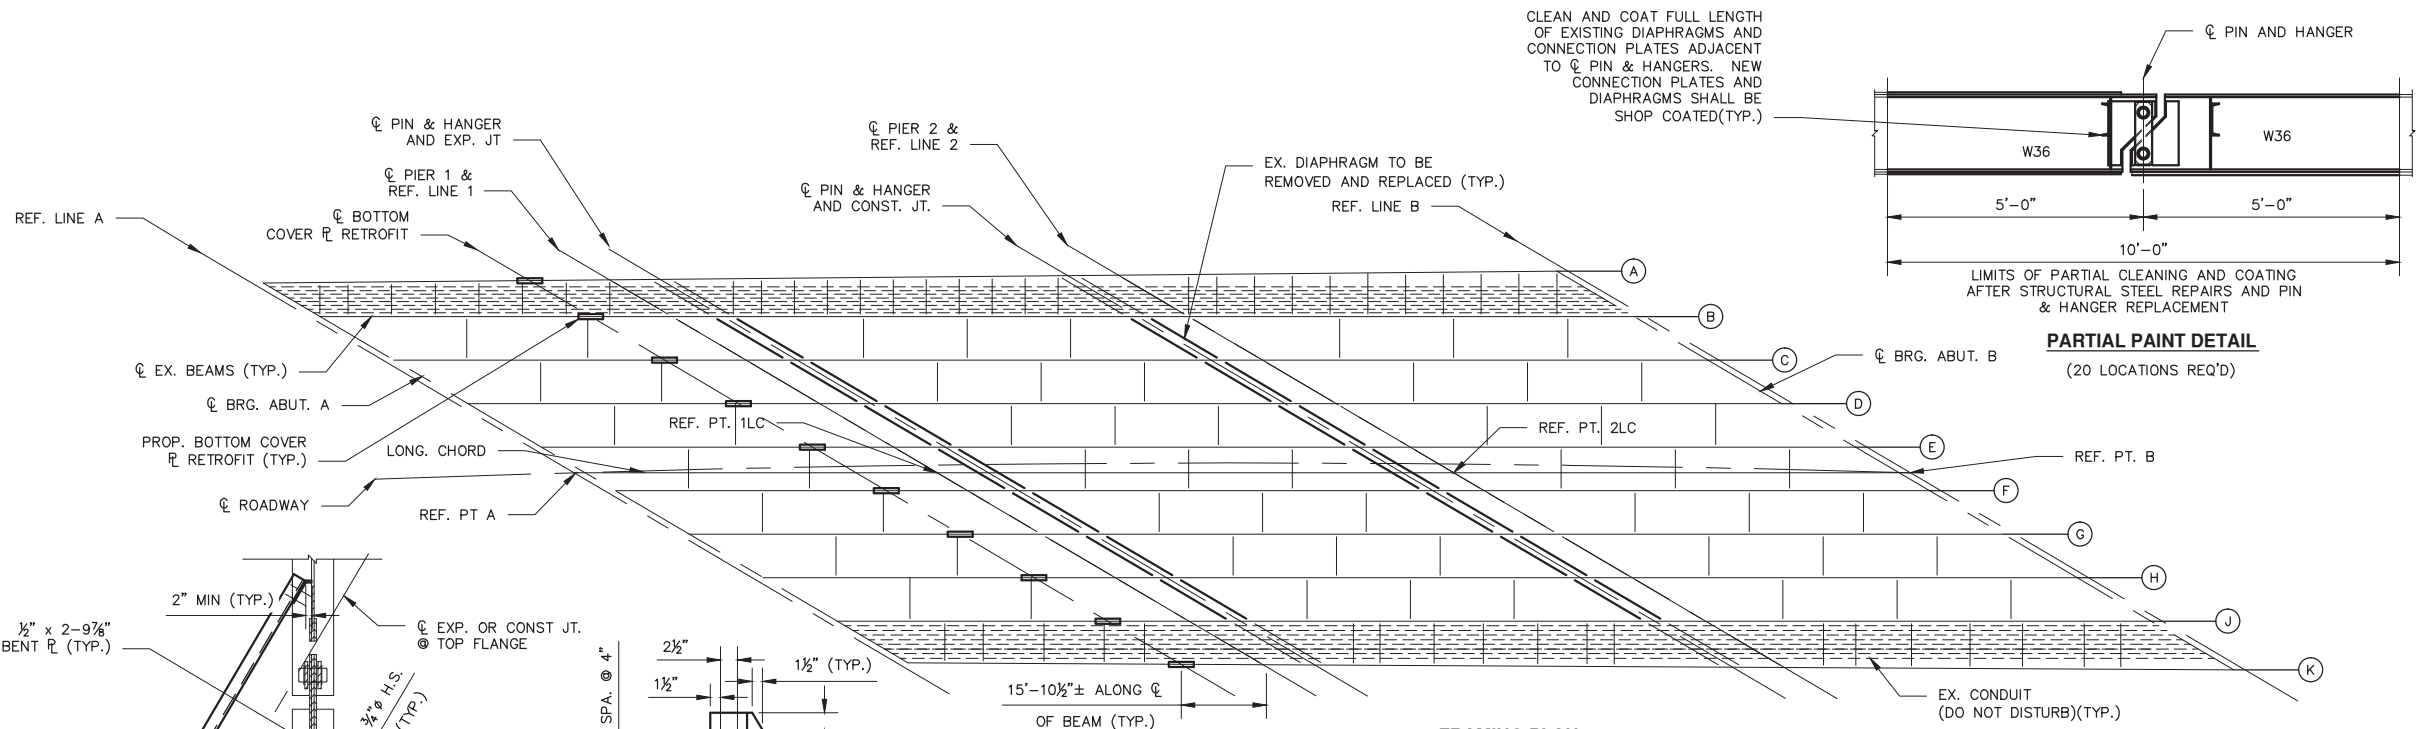 CLEAN AND COAT FULL LENGTH
OF EXISTING DIAPHRAGMS AND
CONNECTION PLATES ADJACENT
TO ℄ PIN & HANGERS. NEW
CONNECTION PLATES AND
DIAPHRAGMS SHALL BE
SHOP COATED(TYP.)
℄ PIN AND HANGER
W36
W36
5'-0"
5'-0"
10'-0"
LIMITS OF PARTIAL CLEANING AND COATING
AFTER STRUCTURAL STEEL REPAIRS AND PIN
& HANGER REPLACEMENT
PARTIAL PAINT DETAIL
(20 LOCATIONS REQ'D)
℄ PIN & HANGER
AND EXP. JT
℄ PIER 1 &
REF. LINE 1
℄ BOTTOM
COVER ⅊ RETROFIT
REF. LINE A
℄ PIER 2 &
REF. LINE 2
℄ PIN & HANGER
AND CONST. JT.
EX. DIAPHRAGM TO BE
REMOVED AND REPLACED (TYP.)
REF. LINE B
A
B
C
D
E
F
G
H
J
K
℄ EX. BEAMS (TYP.)
℄ BRG. ABUT. A
℄ BRG. ABUT. B
PROP. BOTTOM COVER
⅊ RETROFIT (TYP.)
LONG. CHORD
REF. PT. 1LC
REF. PT. 2LC
REF. PT. B
℄ ROADWAY
REF. PT A
2" MIN (TYP.)
½" x 2-9⅞"
BENT ⅊ (TYP.)
℄ EXP. OR CONST JT.
@ TOP FLANGE
¾"ø H.S.
(TYP.)
SPA. @ 4"
2½"
1½"
1½" (TYP.)
15'-10½"± ALONG ℄
OF BEAM (TYP.)
EX. CONDUIT
(DO NOT DISTURB)(TYP.)